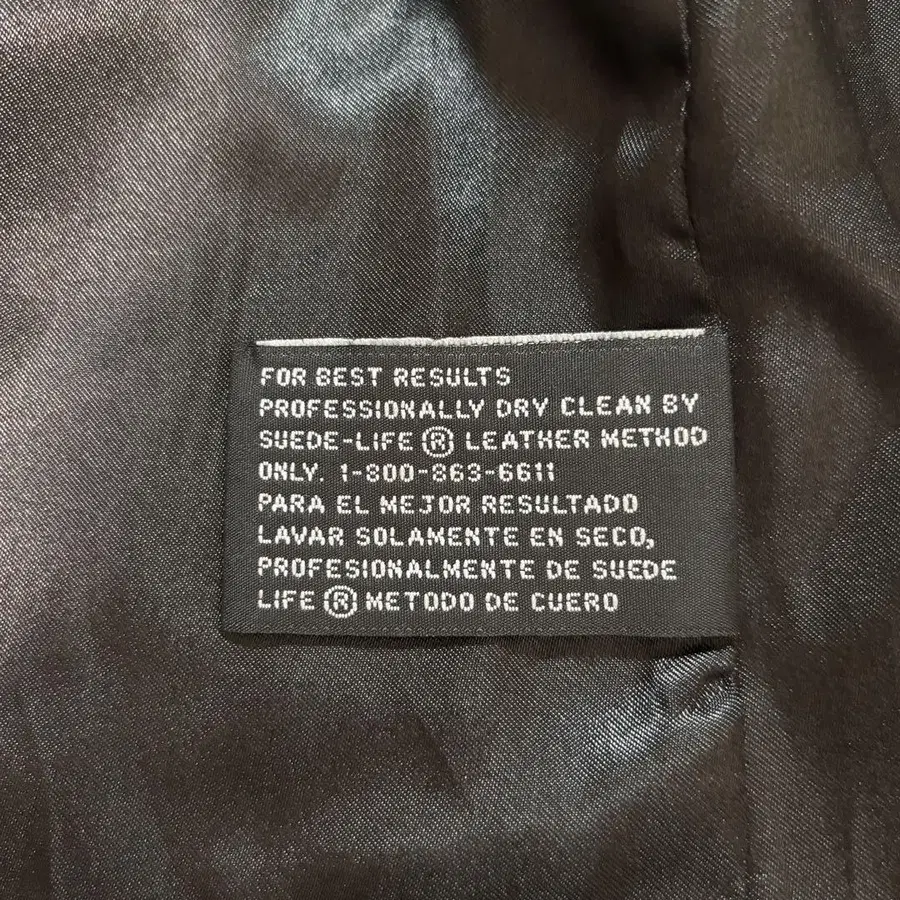 FOR BEST RESULTS
PROFESSIONALLY DRY CLEAN BY
SUEDE-LIFE® LEATHER METHOD
ONLY. 1-800-863-6611
PARA EL MEJOR RESULTADO
LAVAR SOLAMENTE EN SECO,
PROFESIONALMENTE DE SUEDE
LIFE® METODO DE CUERO